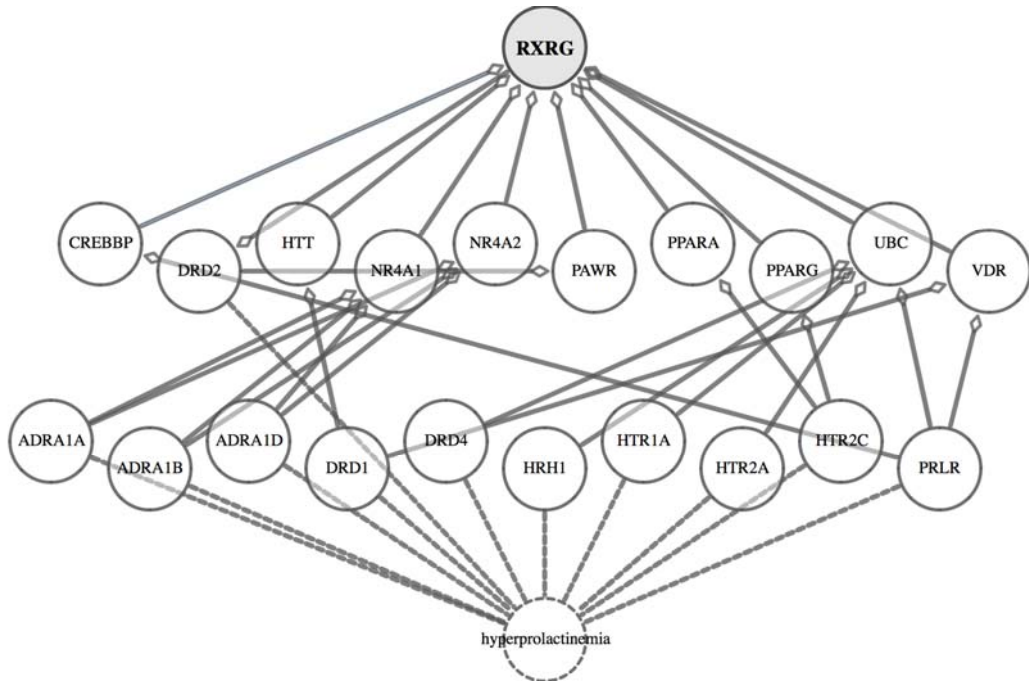 RXRG
CREBBP
DRD2
HTT
NR4A1
NR4A2
PAWR
PPARA
PPARG
UBC
VDR
ADRA1A
ADRA1B
ADRA1D
DRD1
DRD4
HRH1
HTR1A
HTR2A
HTR2C
PRLR
hyperprolactinemia